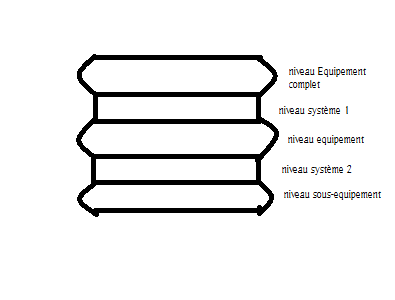 niveau Equipement
complet
niveau système 1
niveau equipement
niveau système 2
niveau sous-equipement